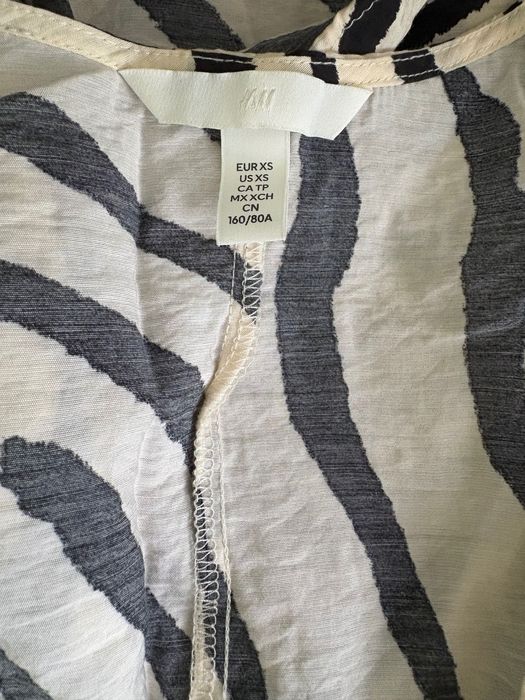 H&M
EUR XS
US XS
CA TP
MX XCH
CN
160/80A